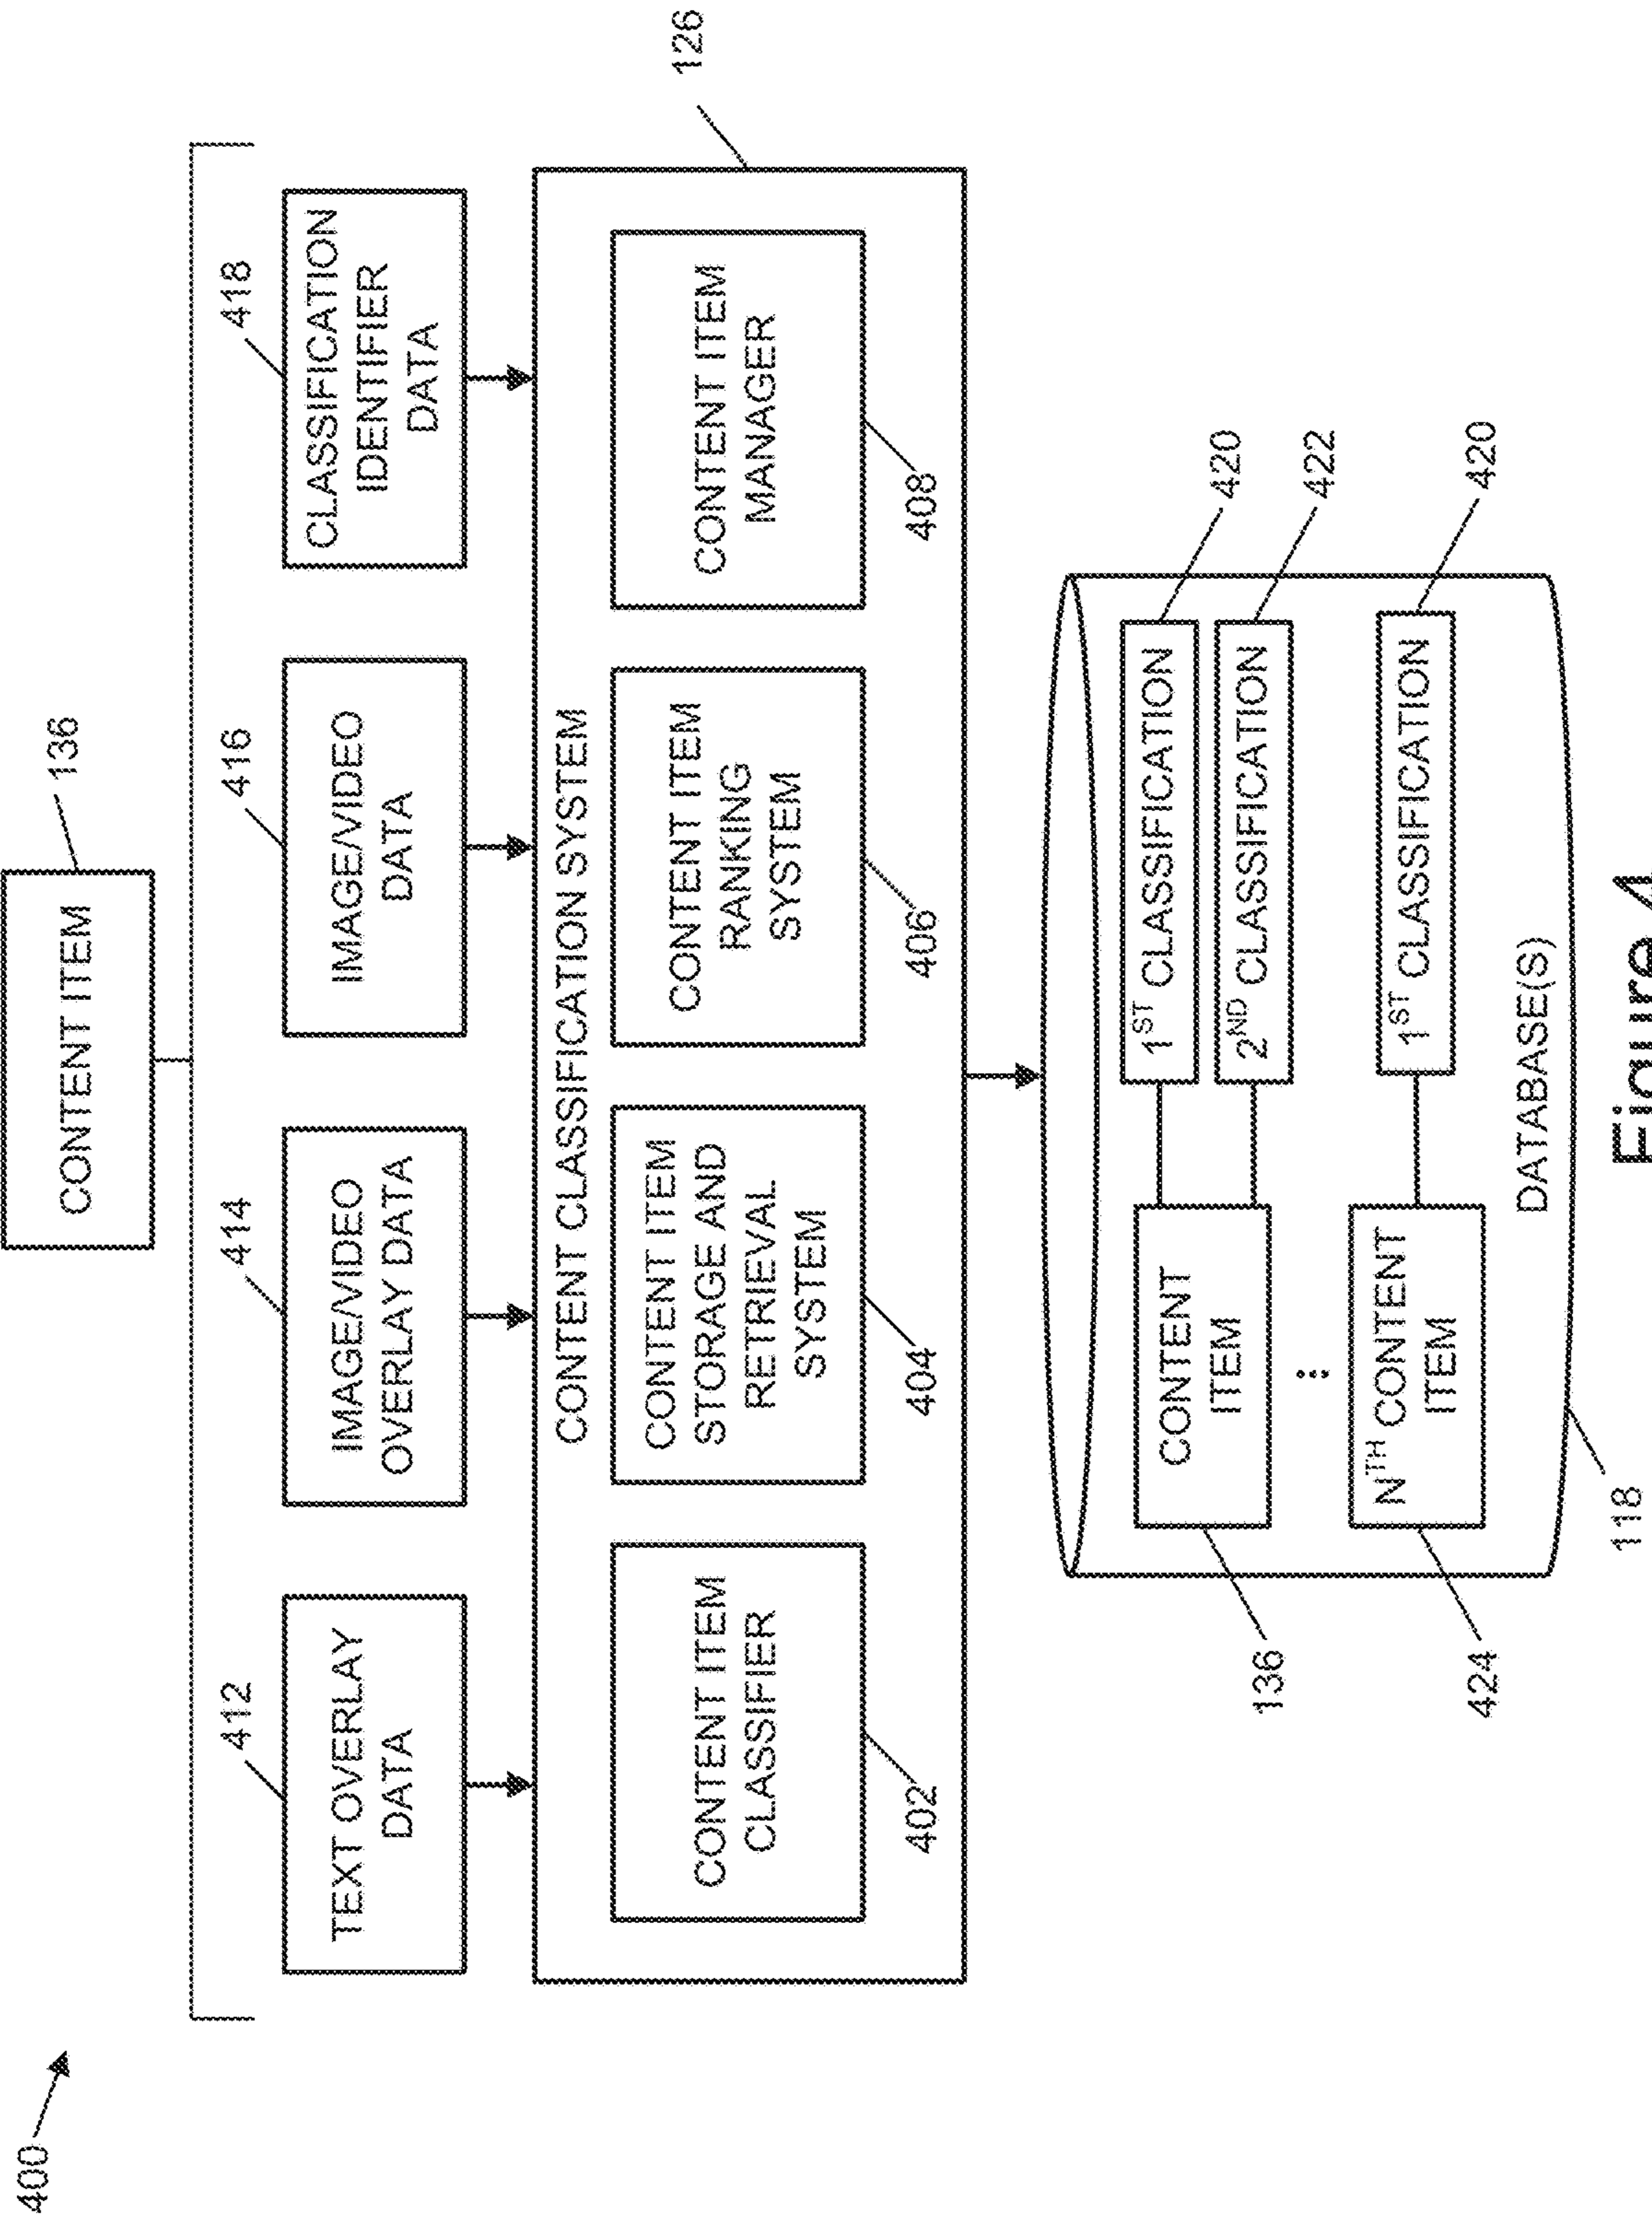 400
CONTENT ITEM
136
412
414
416
418
TEXT OVERLAY
DATA
IMAGE/VIDEO
OVERLAY DATA
IMAGE/VIDEO
DATA
CLASSIFICATION
IDENTIFIER
DATA
126
CONTENT CLASSIFICATION SYSTEM
CONTENT ITEM
CLASSIFIER
CONTENT ITEM
STORAGE AND
RETRIEVAL
SYSTEM
CONTENT ITEM
RANKING
SYSTEM
CONTENT ITEM
MANAGER
402
404
406
408
136
CONTENT
ITEM
1ST CLASSIFICATION
420
2ND CLASSIFICATION
422
424
NTH CONTENT
ITEM
1ST CLASSIFICATION
420
DATABASE(S)
118
Figure 4